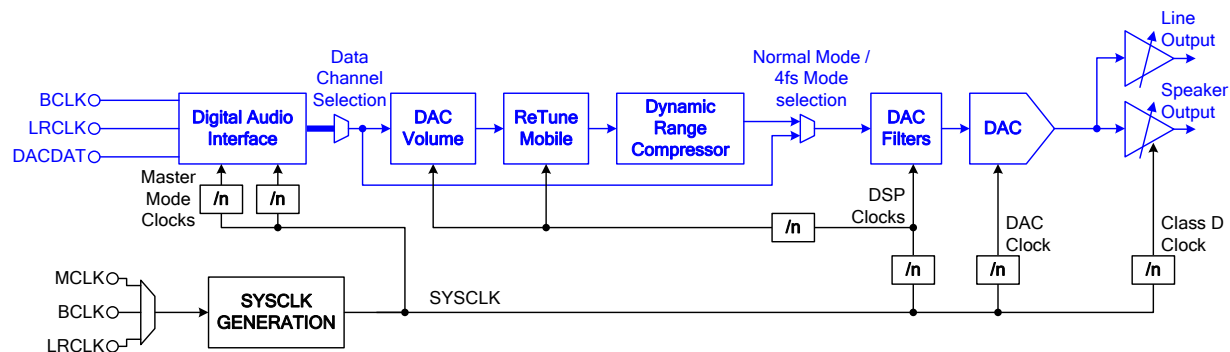 Line
Output
Normal Mode /
4fs Mode
selection
Data
Channel
Selection
BCLK
LRCLK
DACDAT
Digital Audio
Interface
DAC
Volume
ReTune
Mobile
Dynamic
Range
Compressor
DAC
Filters
DAC
Speaker
Output
Master
Mode
Clocks
/n
/n
/n
DSP
Clocks
DAC
Clock
Class D
Clock
/n
/n
/n
MCLK
BCLK
LRCLK
SYSCLK
GENERATION
SYSCLK